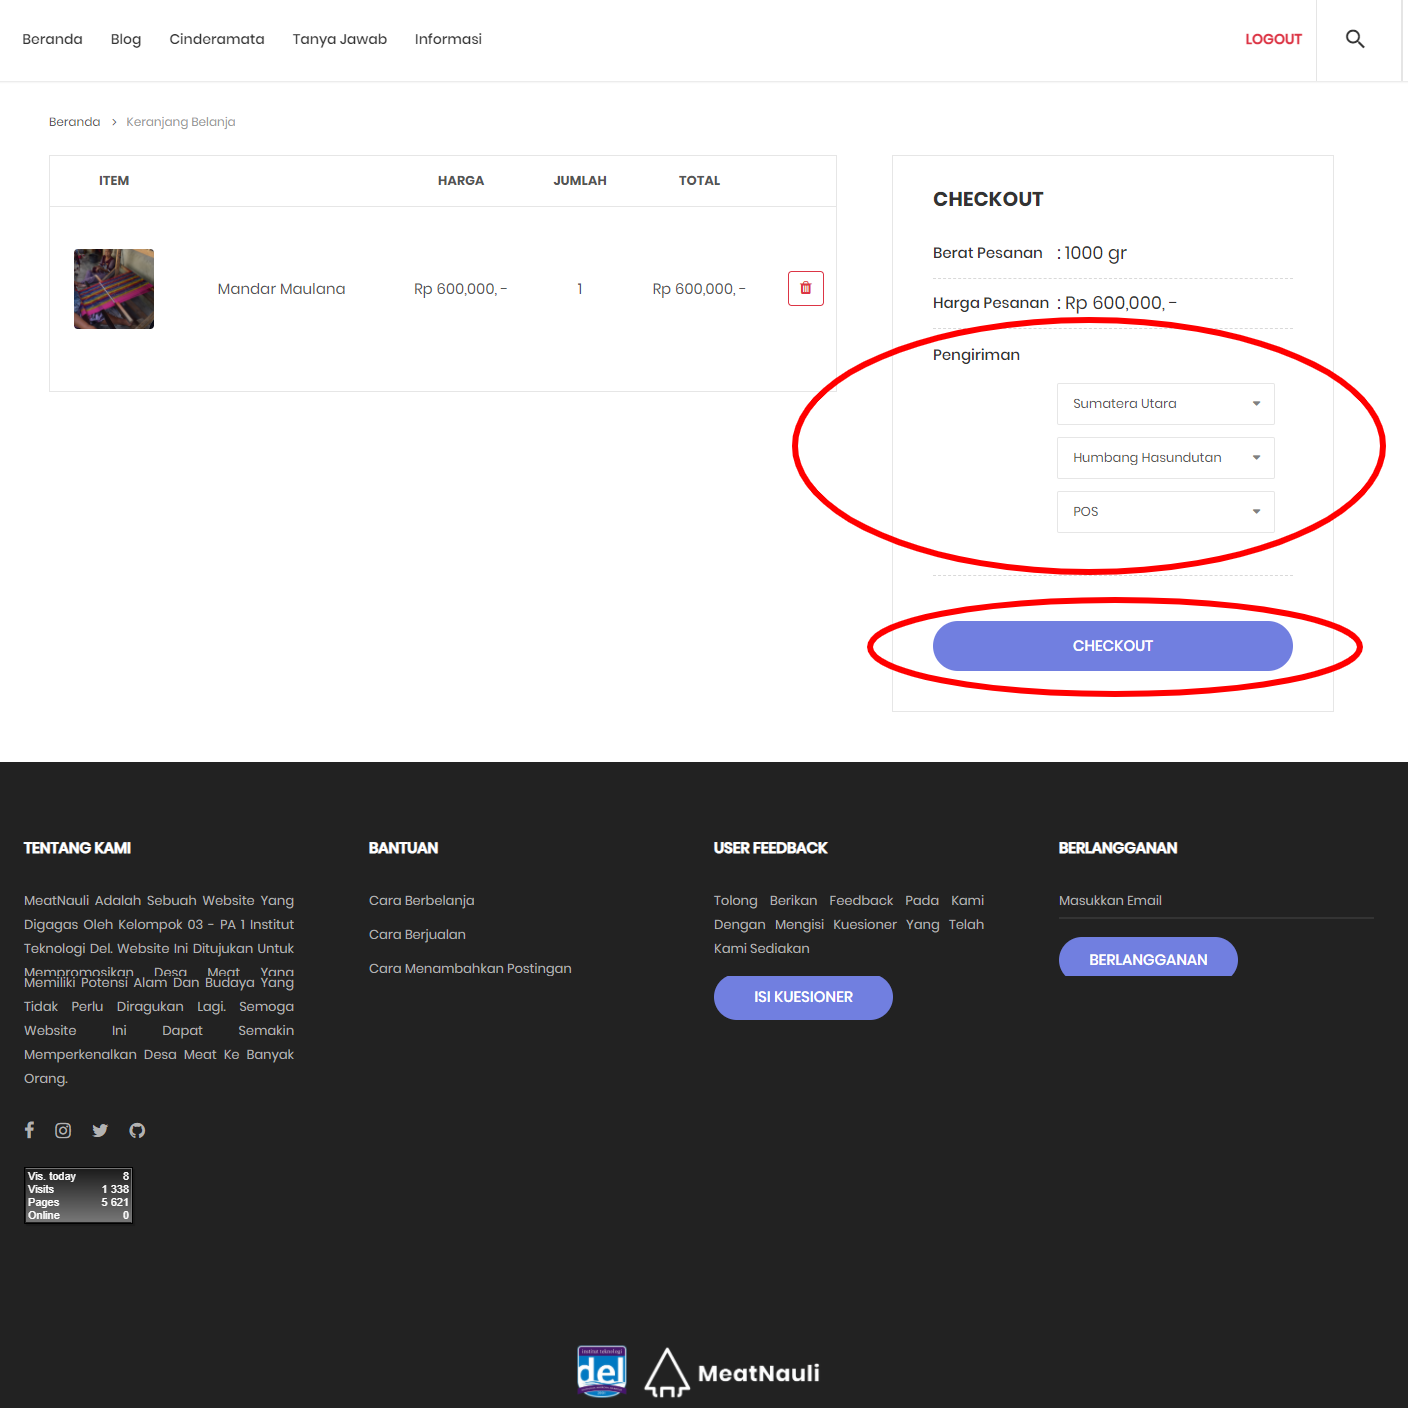 Beranda Blog Cinderamata Tanya Jawab Informasi LOGOUT
Beranda > Keranjang Belanja
ITEM HARGA JUMLAH TOTAL
Mandar Maulana Rp 600,000, - 1 Rp 600,000, -
CHECKOUT
Berat Pesanan : 1000 gr
Harga Pesanan : Rp 600,000, -
Pengiriman
Sumatera Utara
Humbang Hasundutan
POS
CHECKOUT
TENTANG KAMI
MeatNauli Adalah Sebuah Website Yang
Digagas Oleh Kelompok 03 - PA 1 Institut
Teknologi Del. Website Ini Ditujukan Untuk
Mempromosikan Desa Meat Yang
Memiliki Potensi Alam Dan Budaya Yang
Tidak Perlu Diragukan Lagi. Semoga
Website Ini Dapat Semakin
Memperkenalkan Desa Meat Ke Banyak
Orang.
Vis. today 8
Visits 1 338
Pages 5 621
Online 0
BANTUAN
Cara Berbelanja
Cara Berjualan
Cara Menambahkan Postingan
USER FEEDBACK
Tolong Berikan Feedback Pada Kami
Dengan Mengisi Kuesioner Yang Telah
Kami Sediakan
ISI KUESIONER
BERLANGGANAN
Masukkan Email
BERLANGGANAN
institut teknologi
del
MeatNauli